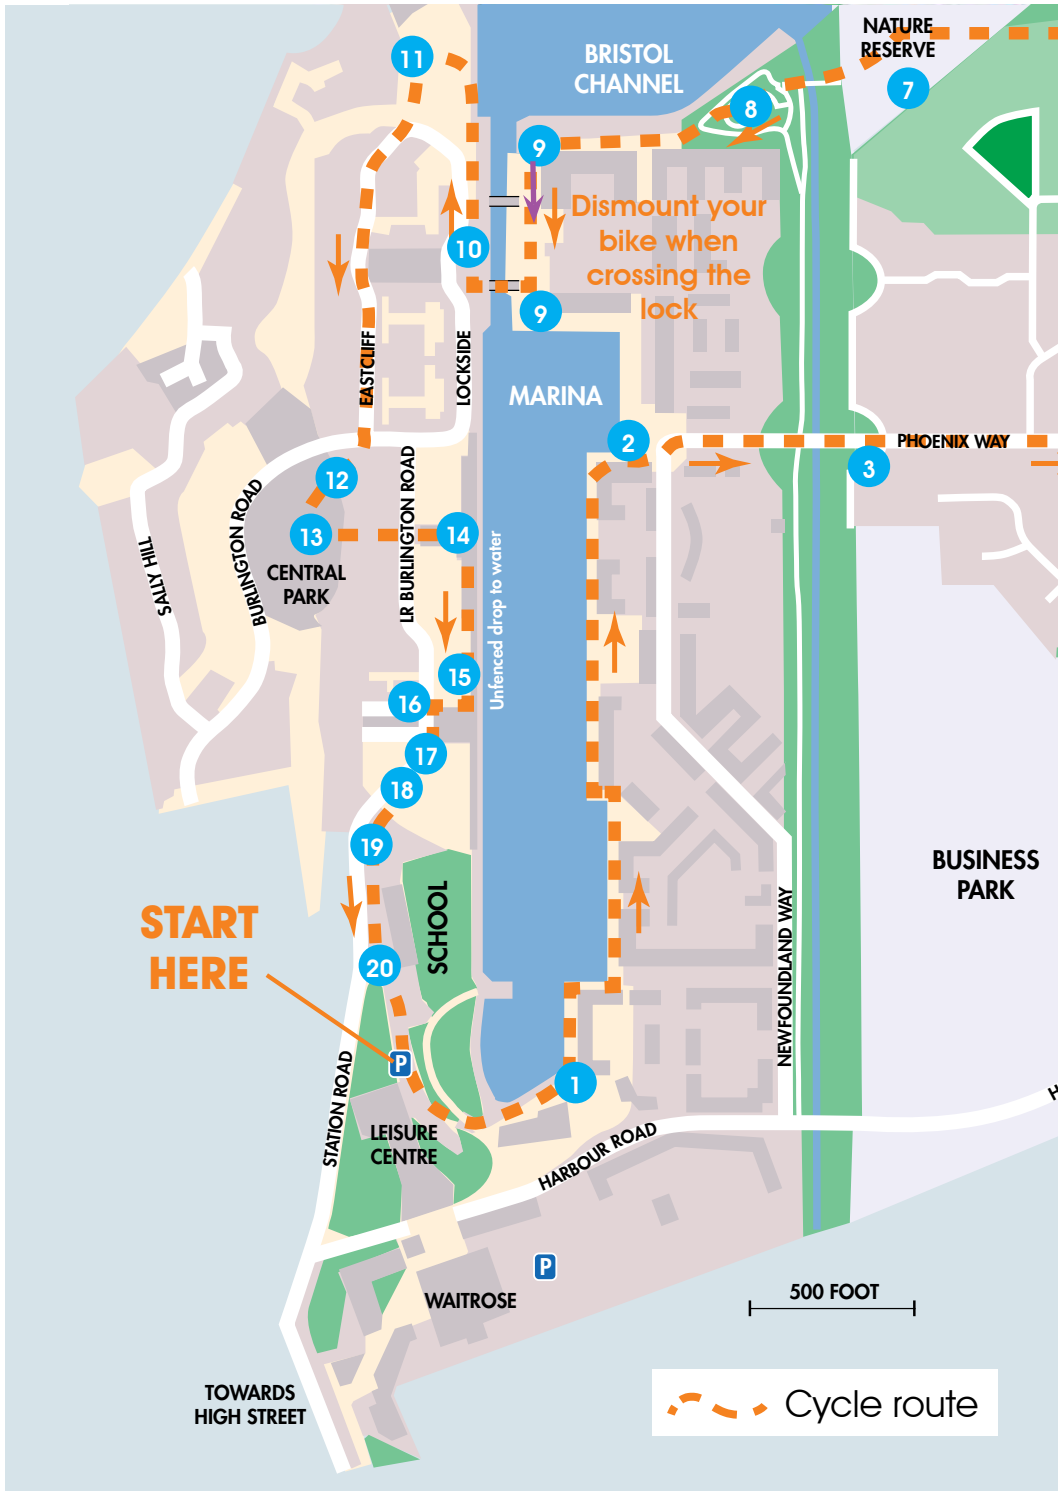 NATURE
RESERVE
BRISTOL
CHANNEL
11
7
8
9
Dismount your
bike when
crossing the
lock
10
9
EASTCLIFF
LOCKSIDE
MARINA
2
PHOENIX WAY
3
12
BURLINGTON ROAD
LR BURLINGTON ROAD
13
14
CENTRAL
PARK
SALLY HILL
Unfenced drop to water
15
16
17
18
19
BUSINESS
PARK
SCHOOL
START
HERE
20
NEWFOUNDLAND WAY
P
1
STATION ROAD
LEISURE
CENTRE
HARBOUR ROAD
H
P
WAITROSE
500 FOOT
TOWARDS
HIGH STREET
Cycle route